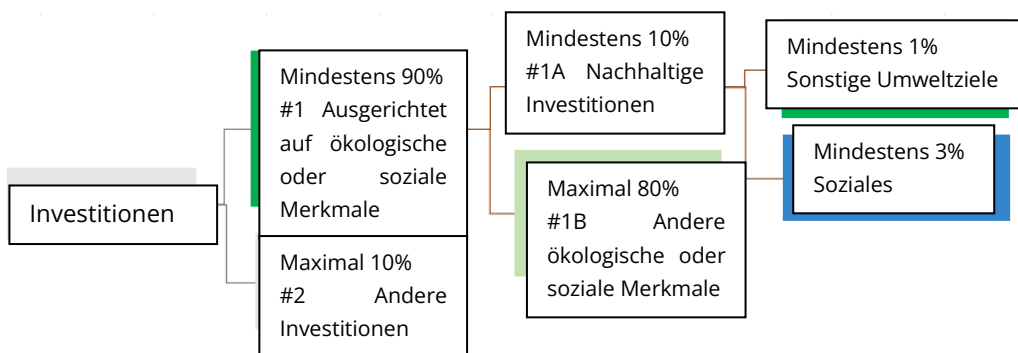 Investitionen
Mindestens 90%
#1 Ausgerichtet
auf ökologische
oder soziale
Merkmale
Maximal 10%
#2 Andere
Investitionen
Mindestens 10%
#1A Nachhaltige
Investitionen
Maximal 80%
#1B Andere
ökologische oder
soziale Merkmale
Mindestens 1%
Sonstige Umweltziele
Mindestens 3%
Soziales